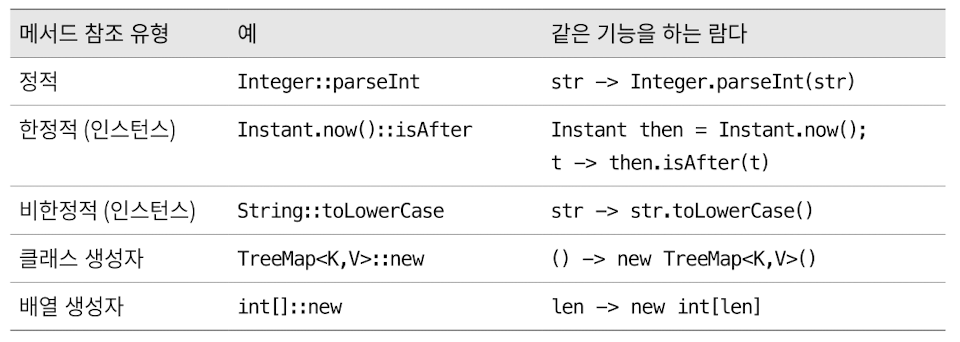 메서드 참조 유형 예 같은 기능을 하는 람다
정적 Integer::parseInt str -> Integer.parseInt(str)
한정적 (인스턴스) Instant.now()::isAfter Instant then = Instant.now();
t -> then.isAfter(t)
비한정적 (인스턴스) String::toLowerCase str -> str.toLowerCase()
클래스 생성자 TreeMap<K,V>::new () -> new TreeMap<K,V>()
배열 생성자 int[]::new len -> new int[len]